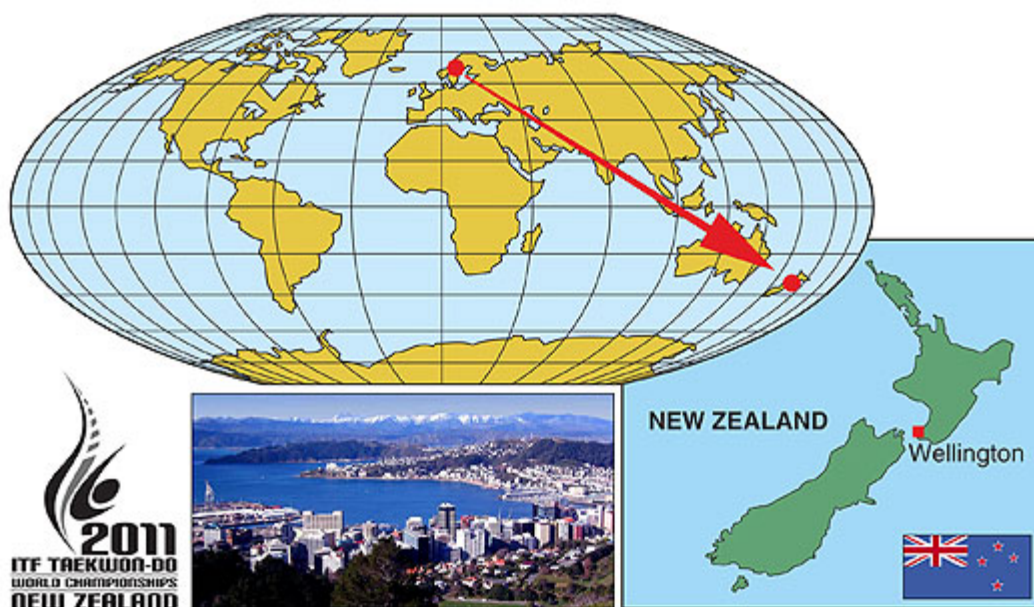 NEW ZEALAND
Wellington
2011
ITF TAEKWON-DO
WORLD CHAMPIONSHIPS
NEW ZEALAND